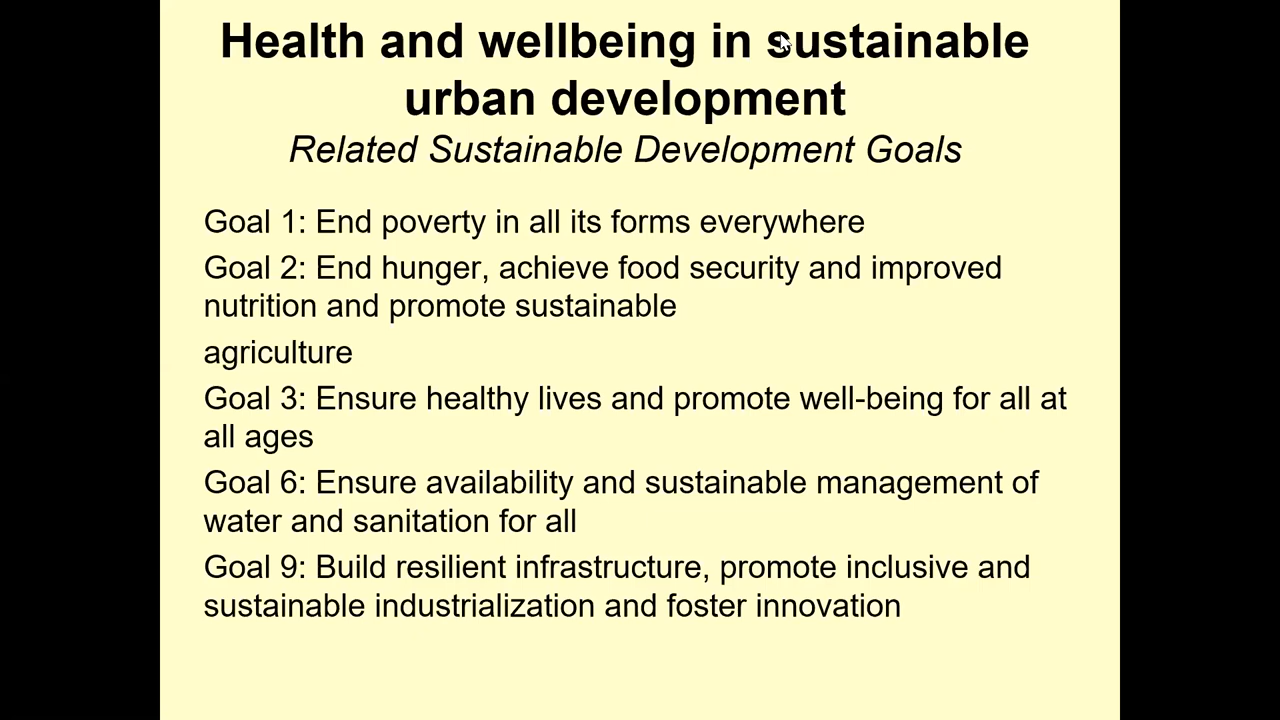 Health and wellbeing in sustainable
urban development
Related Sustainable Development Goals
Goal 1: End poverty in all its forms everywhere
Goal 2: End hunger, achieve food security and improved
nutrition and promote sustainable
agriculture
Goal 3: Ensure healthy lives and promote well-being for all at
all ages
Goal 6: Ensure availability and sustainable management of
water and sanitation for all
Goal 9: Build resilient infrastructure, promote inclusive and
sustainable industrialization and foster innovation